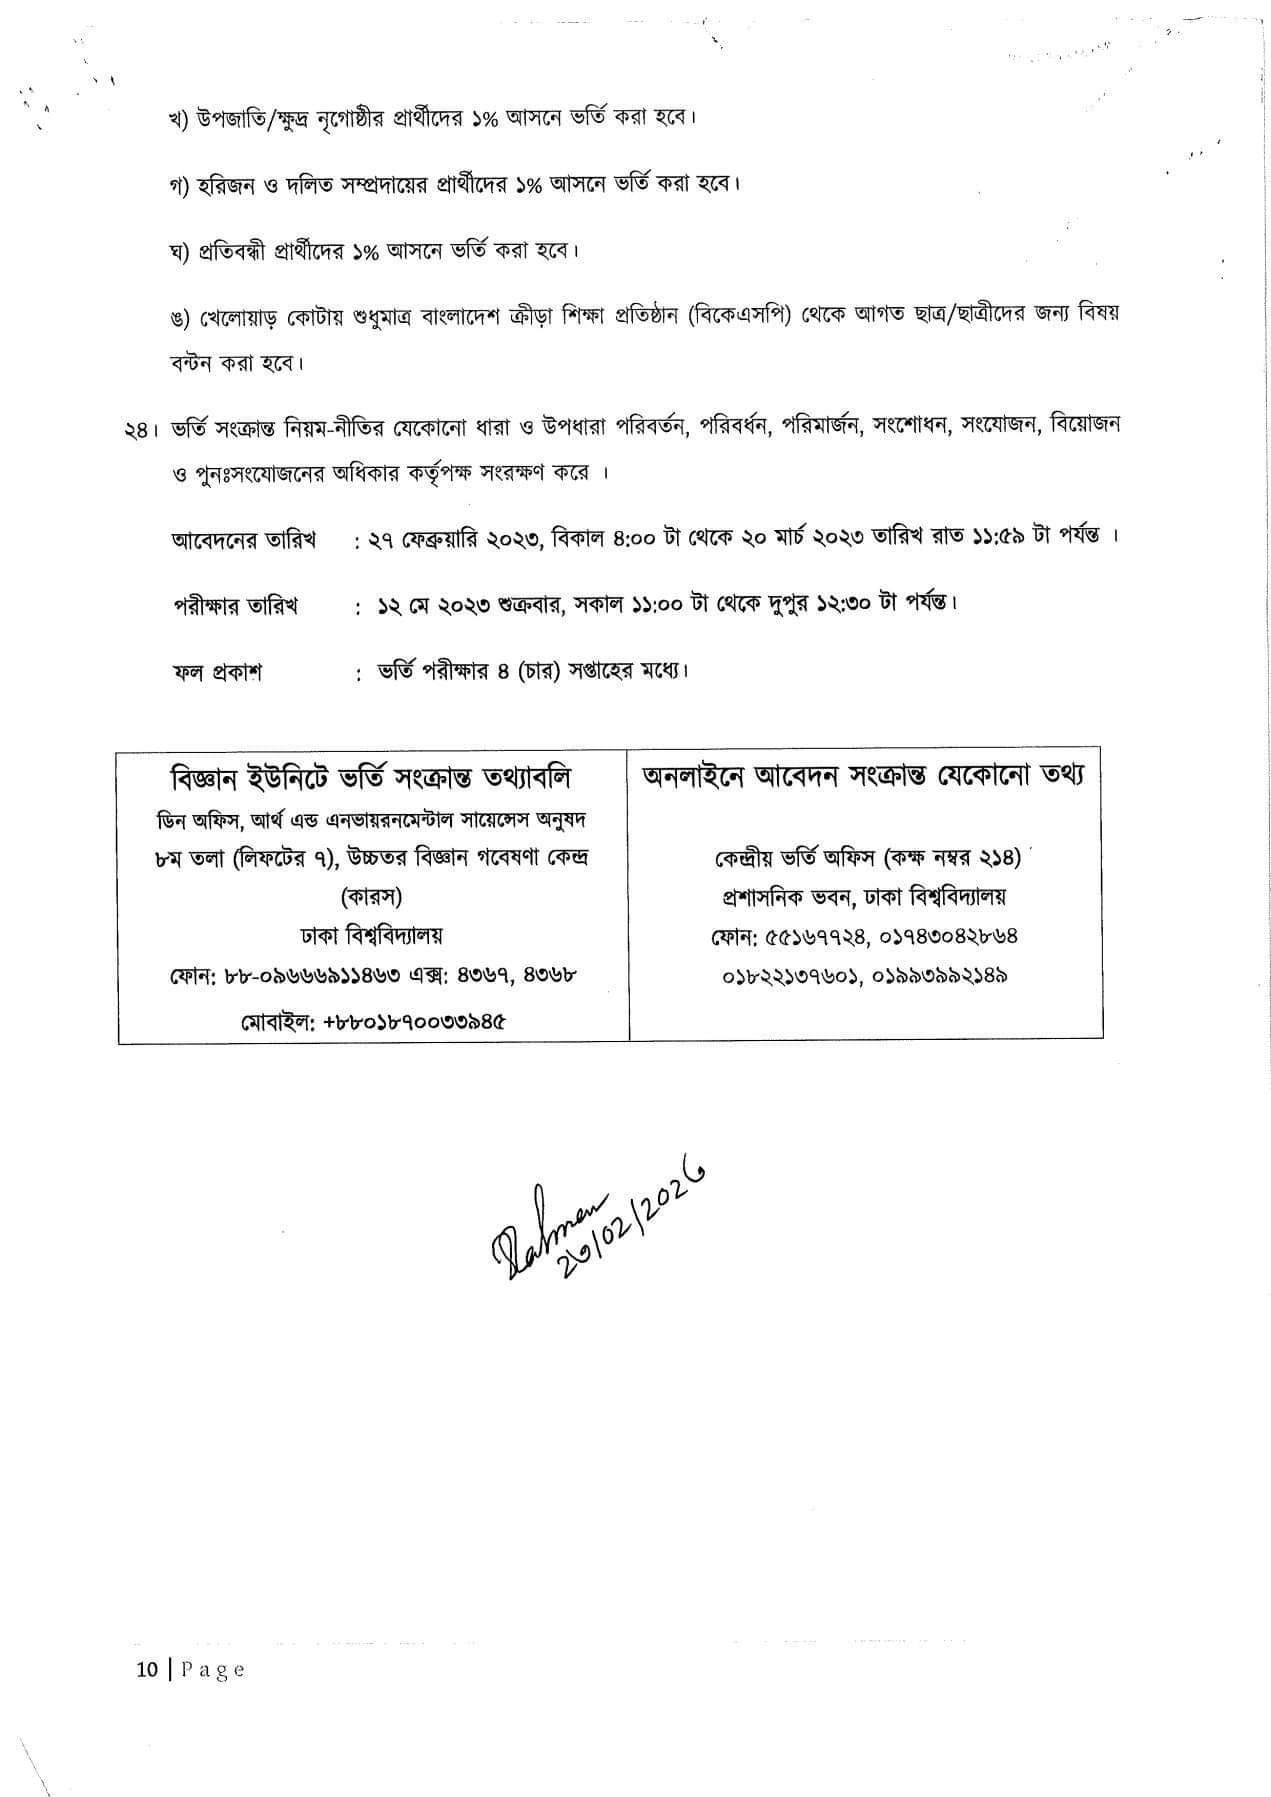 খ) উপজাতি/ক্ষুদ্র নৃগোষ্ঠীর প্রার্থীদের ১% আসনে ভর্তি করা হবে।
গ) হরিজন ও দলিত সম্প্রদায়ের প্রার্থীদের ১% আসনে ভর্তি করা হবে।
ঘ) প্রতিবন্ধী প্রার্থীদের ১% আসনে ভর্তি করা হবে।
ঙ) খেলোয়াড় কোটায় শুধুমাত্র বাংলাদেশ ক্রীড়া শিক্ষা প্রতিষ্ঠান (বিকেএসপি) থেকে আগত ছাত্র/ছাত্রীদের জন্য বিষয়
বন্টন করা হবে।
২৪। ভর্তি সংক্রান্ত নিয়ম-নীতির যেকোনো ধারা ও উপধারা পরিবর্তন, পরিবর্ধন, পরিমার্জন, সংশোধন, সংযোজন, বিয়োজন
ও পুনঃসংযোজনের অধিকার কর্তৃপক্ষ সংরক্ষণ করে ।
আবেদনের তারিখ : ২৭ ফেব্রুয়ারি ২০২৩, বিকাল ৪:০০ টা থেকে ২০ মার্চ ২০২৩ তারিখ রাত ১১:৫৯ টা পর্যন্ত ।
পরীক্ষার তারিখ : ১২ মে ২০২৩ শুক্রবার, সকাল ১১:০০ টা থেকে দুপুর ১২:৩০ টা পর্যন্ত।
ফল প্রকাশ : ভর্তি পরীক্ষার ৪ (চার) সপ্তাহের মধ্যে।
বিজ্ঞান ইউনিটে ভর্তি সংক্রান্ত তথ্যাবলি
ডিন অফিস, আর্থ এন্ড এনভায়রনমেন্টাল সায়েন্সেস অনুষদ
৮ম তলা (লিফটের ৭), উচ্চতর বিজ্ঞান গবেষণা কেন্দ্র
(কারস)
ঢাকা বিশ্ববিদ্যালয়
ফোন: ৮৮-০৯৬৬৬৯১১৪৬৩ এক্স: ৪৩৬৭, ৪৩৬৮
মোবাইল: +৮৮০১৮৭০০৩৩৯৪৫
অনলাইনে আবেদন সংক্রান্ত যেকোনো তথ্য
কেন্দ্রীয় ভর্তি অফিস (কক্ষ নম্বর ২১৪)
প্রশাসনিক ভবন, ঢাকা বিশ্ববিদ্যালয়
ফোন: ৫৫১৬৭৭২৪, ০১৭৪৩০৪২৮৬৪
০১৮২২১৩৭৬০১, ০১৯৯৩৯৯২১৪৯
Rahman
২৩/০২/২০২৩
10 | Page